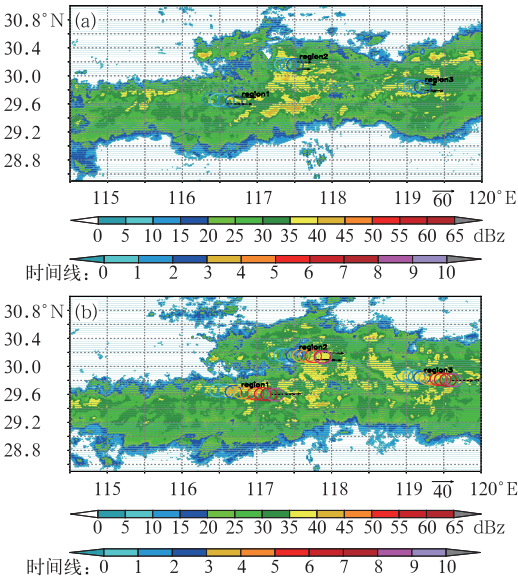 30.8°N
(a)
30.4
region2
30.0
region3
region1
29.6
29.2
28.8
115 116 117 118 119 60 120°E
0 5 10 15 20 25 30 35 40 50 55 60 65 dBz
时间线: 0 1 2 3 4 5 6 7 8 9 10
30.8°N
(b)
30.4
region2
30.0
region3
region1
29.6
29.2
28.8
115 116 117 118 119 40 120°E
0 5 10 15 20 25 30 35 40 50 55 60 65 dBz
时间线: 0 1 2 3 4 5 6 7 8 9 10